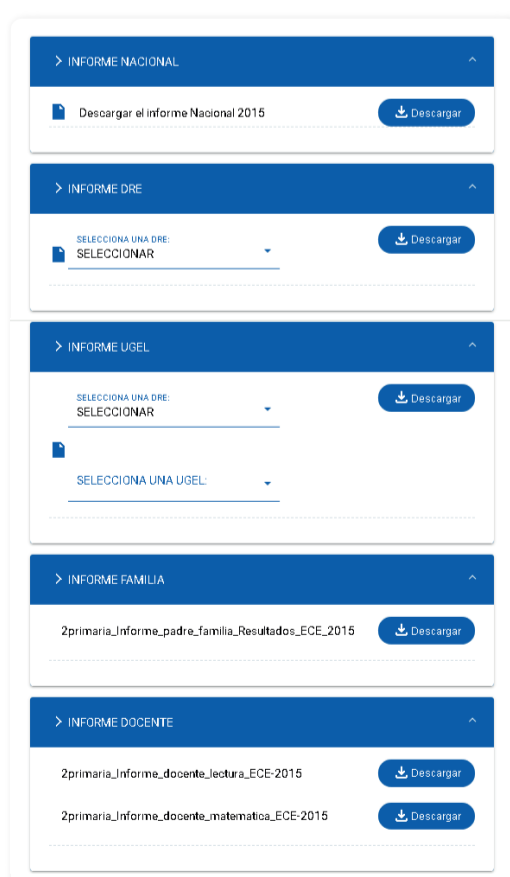 INFORME NACIONAL
Descargar el informe Nacional 2015
Descargar
INFORME DRE
SELECCIONA UNA DRE:
SELECCIONAR
Descargar
INFORME UGEL
SELECCIONA UNA DRE:
SELECCIONAR
Descargar
SELECCIONA UNA UGEL:
INFORME FAMILIA
2primaria_Informe_padre_familia_Resultados_ECE_2015
Descargar
INFORME DOCENTE
2primaria_Informe_docente_lectura_ECE-2015
Descargar
2primaria_Informe_docente_matematica_ECE-2015
Descargar